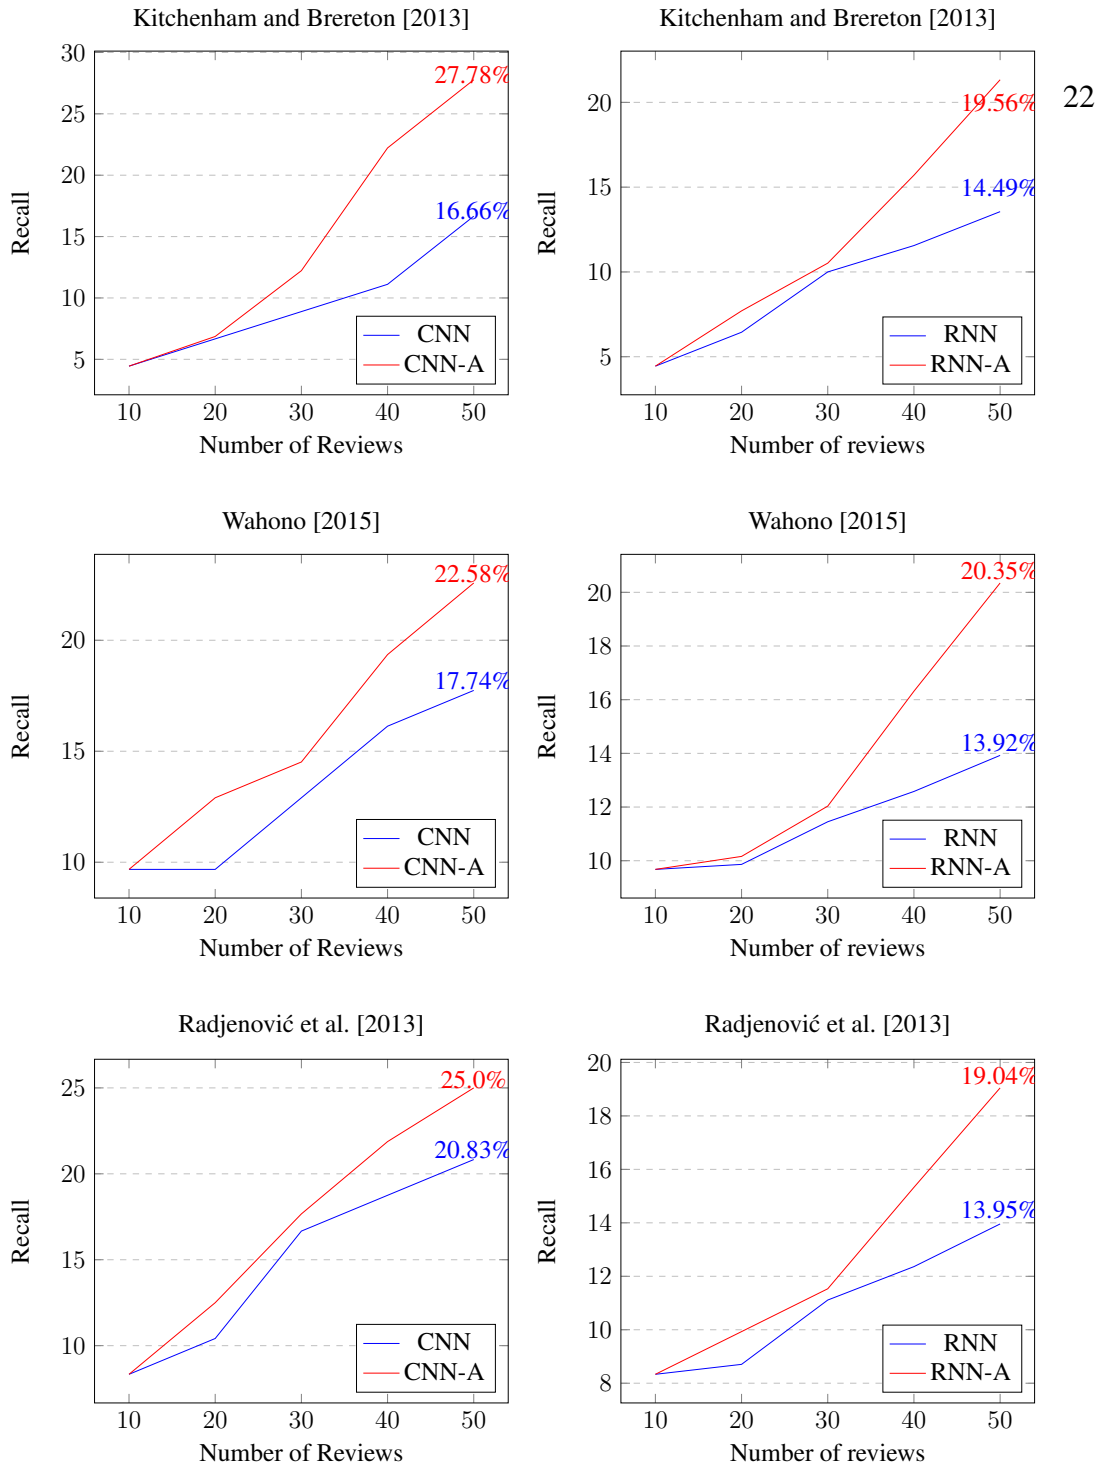 Kitchenham and Brereton [2013]
30
25
20
15
10
5
27.78%
16.66%
Recall
CNN
CNN-A
10 20 30 40 50
Number of Reviews
Kitchenham and Brereton [2013]
20
15
10
5
19.56%
14.49%
Recall
RNN
RNN-A
10 20 30 40 50
Number of reviews
22
Wahono [2015]
20
15
10
22.58%
17.74%
Recall
CNN
CNN-A
10 20 30 40 50
Number of Reviews
Wahono [2015]
20
18
16
14
12
10
20.35%
13.92%
Recall
RNN
RNN-A
10 20 30 40 50
Number of reviews
Radjenović et al. [2013]
25
20
15
10
25.0%
20.83%
Recall
CNN
CNN-A
10 20 30 40 50
Number of Reviews
Radjenović et al. [2013]
20
18
16
14
12
10
8
19.04%
13.95%
Recall
RNN
RNN-A
10 20 30 40 50
Number of reviews